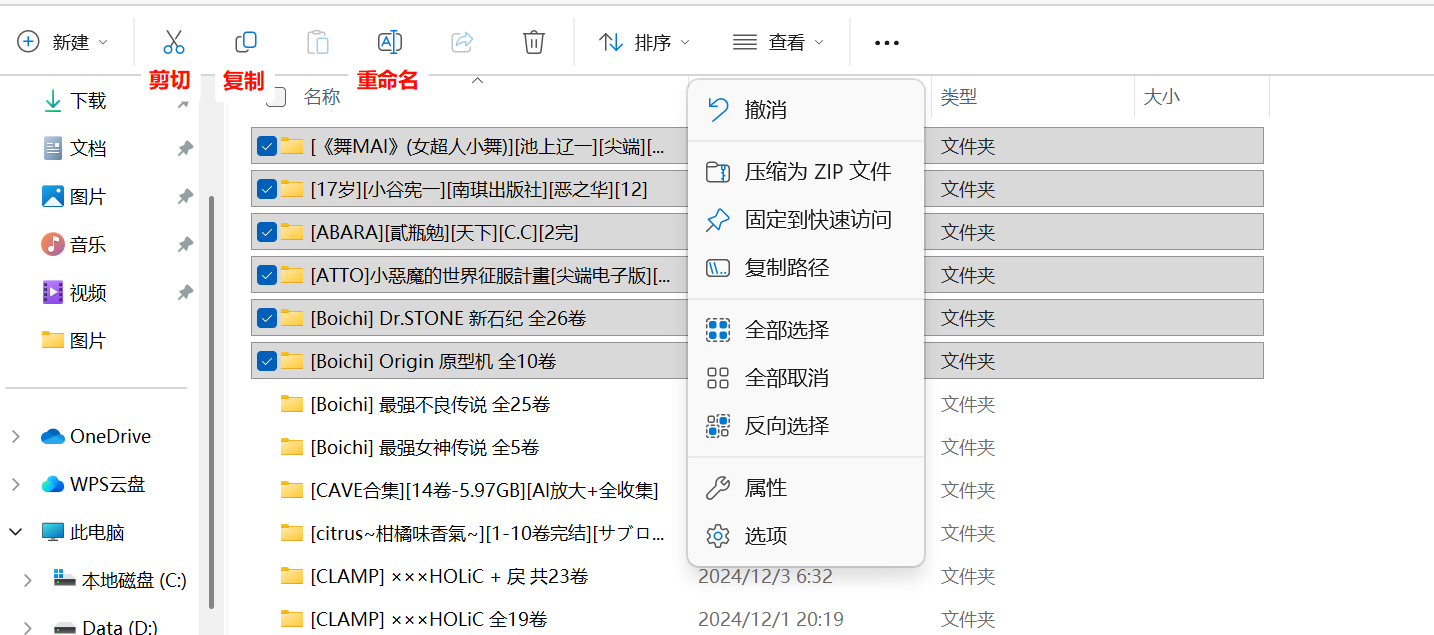 新建
排序
查看
剪切
复制
重命名
下载
文档
图片
音乐
视频
图片
OneDrive
WPS云盘
此电脑
本地磁盘 (C:)
Data (D:)
名称
类型
大小
[《舞MAI》(女超人小舞)][池上辽一][尖端][... 文件夹
[17岁][小谷宪一][南琪出版社][恶之华][12] 文件夹
[ABARA][貳瓶勉][天下][C.C][2完] 文件夹
[ATTO]小惡魔的世界征服計畫[尖端电子版][... 文件夹
[Boichi] Dr.STONE 新石纪 全26卷 文件夹
[Boichi] Origin 原型机 全10卷 文件夹
[Boichi] 最强不良传说 全25卷 文件夹
[Boichi] 最强女神传说 全5卷 文件夹
[CAVE合集][14卷-5.97GB][AI放大+全收集] 文件夹
[citrus~柑橘味香氣~][1-10卷完结][サブロ... 文件夹
[CLAMP] ×××HOLiC + 戻 共23卷 2024/12/3 6:32 文件夹
[CLAMP] ×××HOLiC 全19卷 2024/12/1 20:19 文件夹
撤消
压缩为 ZIP 文件
固定到快速访问
复制路径
全部选择
全部取消
反向选择
属性
选项